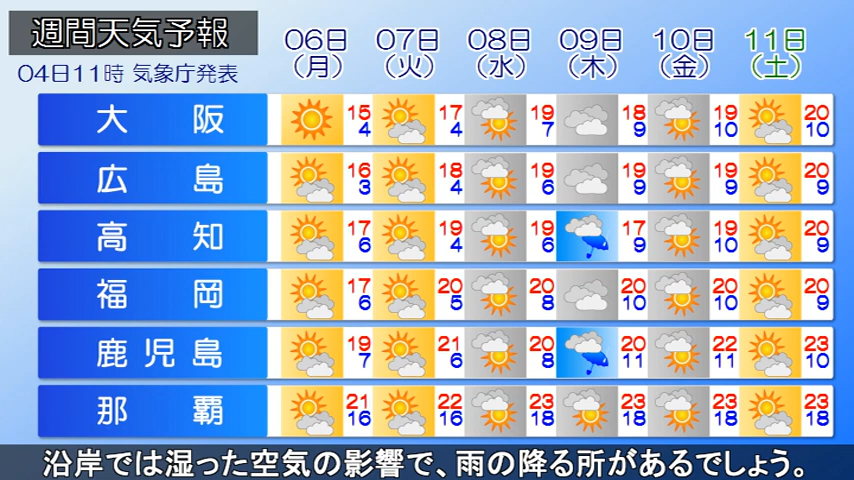 週間天気予報
04日11時 気象庁発表
06日 07日 08日 09日 10日 11日
(月) (火) (水) (木) (金) (土)
大阪 15 4 17 4 19 7 18 9 19 10 20 10
広島 16 3 18 4 19 6 19 9 19 9 20 9
高知 17 6 19 4 19 6 17 9 19 10 20 9
福岡 17 6 20 5 20 8 20 10 20 10 20 9
鹿児島 19 7 21 6 20 8 20 11 22 11 23 10
那覇 21 16 22 16 23 18 23 18 23 18 23 18
沿岸では湿った空気の影響で、雨の降る所があるでしょう。